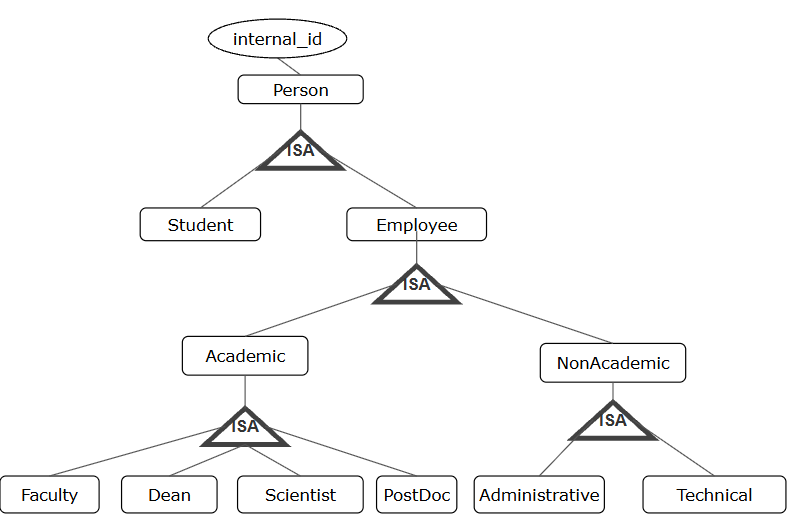 internal_id
Person
ISA
Student
Employee
ISA
Academic
NonAcademic
ISA
ISA
Faculty
Dean
Scientist
PostDoc
Administrative
Technical